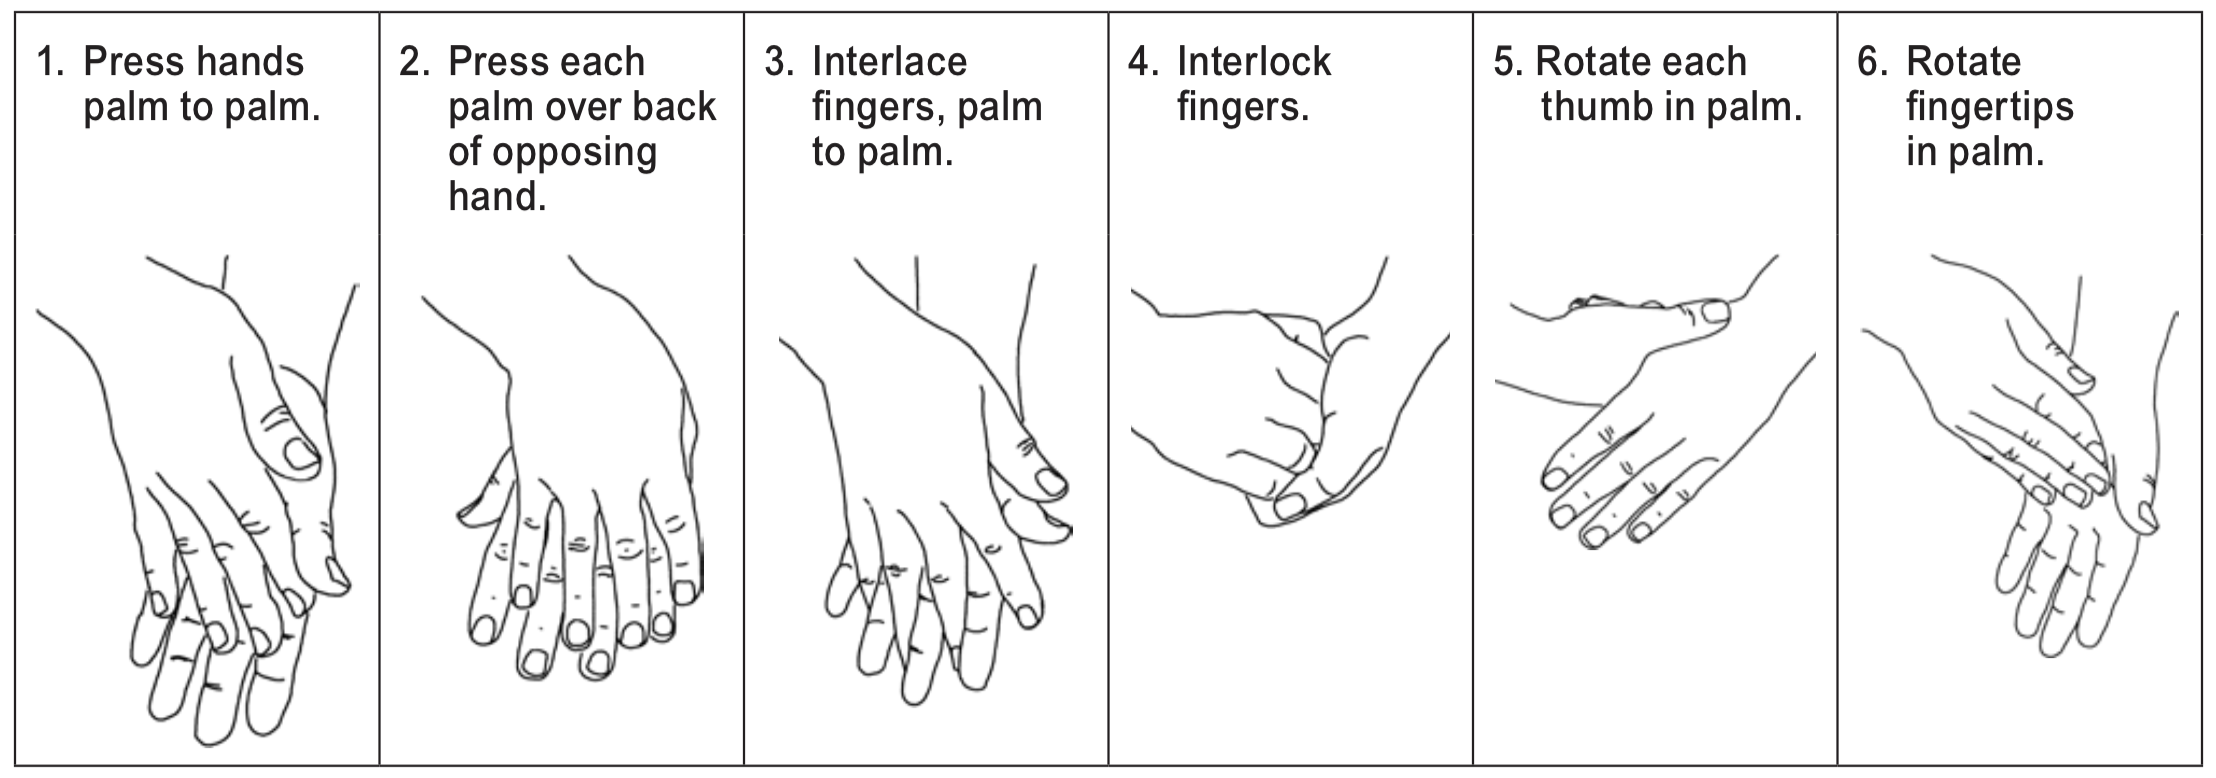 1. Press hands
palm to palm.
2. Press each
palm over back
of opposing
hand.
3. Interlace
fingers, palm
to palm.
4. Interlock
fingers.
5. Rotate each
thumb in palm.
6. Rotate
fingertips
in palm.